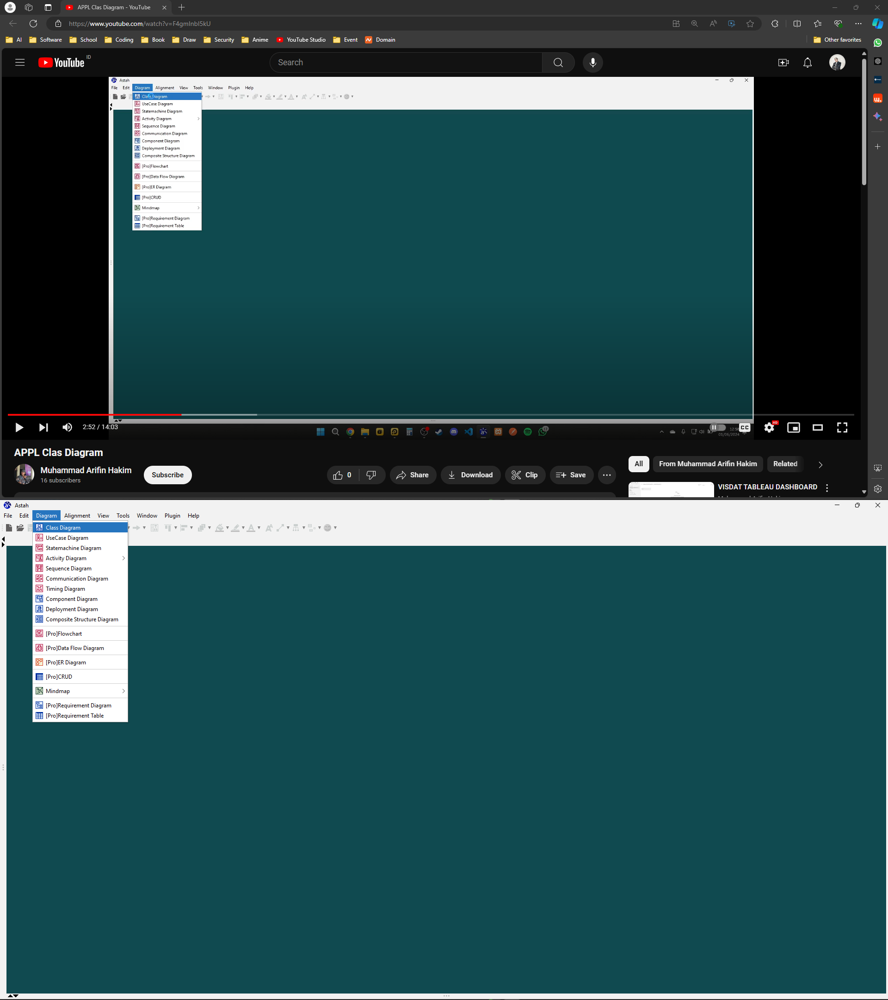 APPL Clas Diagram - YouTube
https://www.youtube.com/watch?v=F4gmlnbl5kU
AI Software School Coding Book Draw Security Anime YouTube Studio Event Domain Other favorites
YouTube ID
Search
Astah
File Edit Diagram Alignment View Tools Window Plugin Help
Class Diagram
UseCase Diagram
Statemachine Diagram
Activity Diagram
Sequence Diagram
Communication Diagram
Component Diagram
Deployment Diagram
Composite Structure Diagram
[Pro]Flowchart
[Pro]Data Flow Diagram
[Pro]ER Diagram
[Pro]CRUD
Mindmap
[Pro]Requirement Diagram
[Pro]Requirement Table
2:52 / 14:03
CC
HD
01/06/2024
APPL Clas Diagram
Muhammad Arifin Hakim
16 subscribers
Subscribe
0
Share
Download
Clip
Save
All
From Muhammad Arifin Hakim
Related
VISDAT TABLEAU DASHBOARD
Astah
File Edit Diagram Alignment View Tools Window Plugin Help
Class Diagram
UseCase Diagram
Statemachine Diagram
Activity Diagram
Sequence Diagram
Communication Diagram
Timing Diagram
Component Diagram
Deployment Diagram
Composite Structure Diagram
[Pro]Flowchart
[Pro]Data Flow Diagram
[Pro]ER Diagram
[Pro]CRUD
Mindmap
[Pro]Requirement Diagram
[Pro]Requirement Table